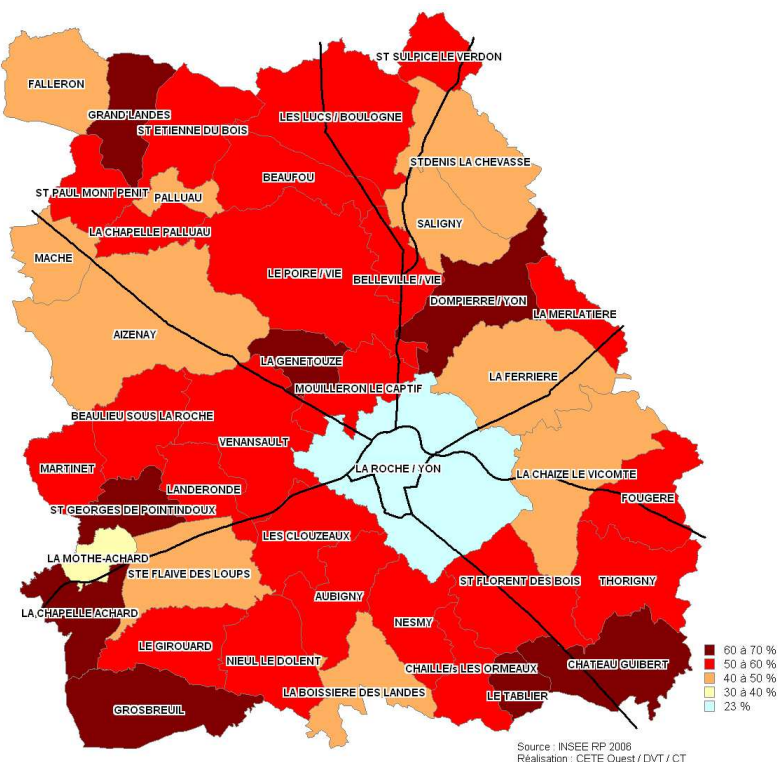 ST SULPICE LE VERDON
FALLERON
GRAND'LANDES
LES LUCS / BOULOGNE
ST ETIENNE DU BOIS
STDENIS LA CHEVASSE
BEAUFOU
ST PAUL MONT PENIT
PALLUAU
SALIGNY
LA CHAPELLE PALLUAU
MACHE
LE POIRE / VIE
BELLEVILLE / VIE
DOMPIERRE / YON
LA MERLATIERE
AIZENAY
LA GENETOUZE
LA FERRIERE
MOUILLERON LE CAPTIF
BEAULIEU SOUS LA ROCHE
VENANSAULT
MARTINET
LA ROCHE / YON
LA CHAIZE LE VICOMTE
LANDERONDE
FOUGERE
ST GEORGES DE POINTINDOUX
LES CLOUZEAUX
LA MOTHE-ACHARD
STE FLAIVE DES LOUPS
ST FLORENT DES BOIS
THORIGNY
AUBIGNY
LA CHAPELLE ACHARD
NESMY
LE GIROUARD
NIEUL LE DOLENT
CHAILLE/s LES ORMEAUX
CHATEAU GUIBERT
LA BOISSIERE DES LANDES
LE TABLIER
GROSBREUIL
60 à 70 %
50 à 60 %
40 à 50 %
30 à 40 %
23 %
Source : INSEE RP 2006
Réalisation : CETE Ouest / DVT / CT